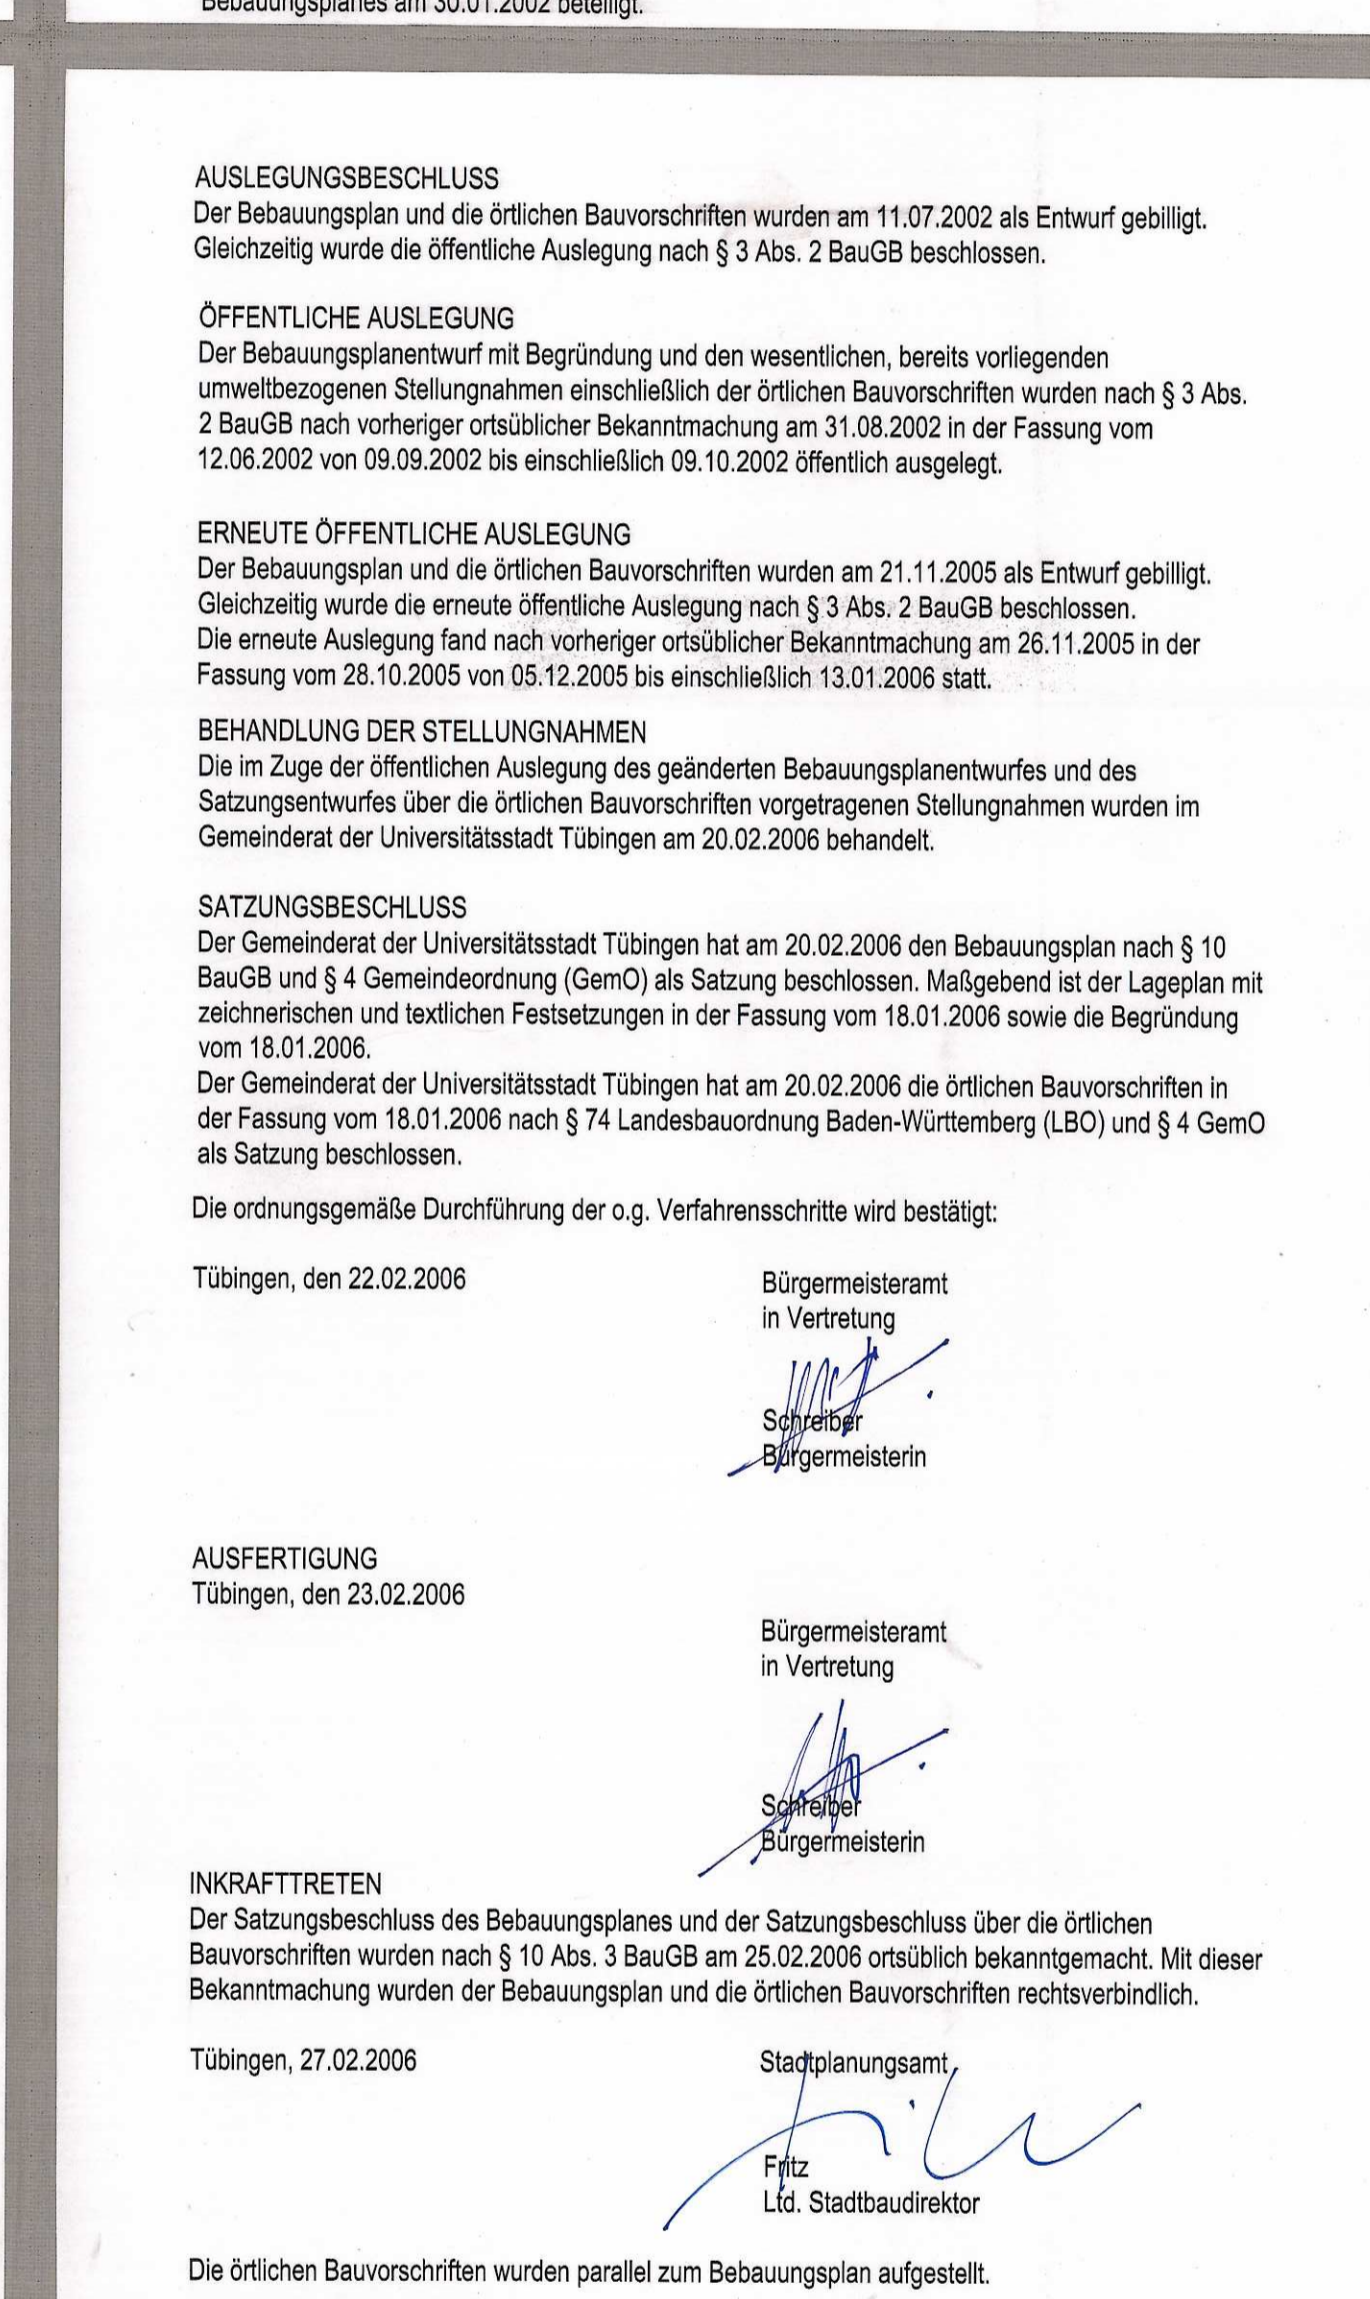 Bebauungsplanes am 30.01.2002 beteiligt.
AUSLEGUNGSBESCHLUSS
Der Bebauungsplan und die örtlichen Bauvorschriften wurden am 11.07.2002 als Entwurf gebilligt.
Gleichzeitig wurde die öffentliche Auslegung nach § 3 Abs. 2 BauGB beschlossen.
ÖFFENTLICHE AUSLEGUNG
Der Bebauungsplanentwurf mit Begründung und den wesentlichen, bereits vorliegenden
umweltbezogenen Stellungnahmen einschließlich der örtlichen Bauvorschriften wurden nach § 3 Abs.
2 BauGB nach vorheriger ortsüblicher Bekanntmachung am 31.08.2002 in der Fassung vom
12.06.2002 von 09.09.2002 bis einschließlich 09.10.2002 öffentlich ausgelegt.
ERNEUTE ÖFFENTLICHE AUSLEGUNG
Der Bebauungsplan und die örtlichen Bauvorschriften wurden am 21.11.2005 als Entwurf gebilligt.
Gleichzeitig wurde die erneute öffentliche Auslegung nach § 3 Abs. 2 BauGB beschlossen.
Die erneute Auslegung fand nach vorheriger ortsüblicher Bekanntmachung am 26.11.2005 in der
Fassung vom 28.10.2005 von 05.12.2005 bis einschließlich 13.01.2006 statt.
BEHANDLUNG DER STELLUNGNAHMEN
Die im Zuge der öffentlichen Auslegung des geänderten Bebauungsplanentwurfes und des
Satzungsentwurfes über die örtlichen Bauvorschriften vorgetragenen Stellungnahmen wurden im
Gemeinderat der Universitätsstadt Tübingen am 20.02.2006 behandelt.
SATZUNGSBESCHLUSS
Der Gemeinderat der Universitätsstadt Tübingen hat am 20.02.2006 den Bebauungsplan nach § 10
BauGB und § 4 Gemeindeordnung (GemO) als Satzung beschlossen. Maßgebend ist der Lageplan mit
zeichnerischen und textlichen Festsetzungen in der Fassung vom 18.01.2006 sowie die Begründung
vom 18.01.2006.
Der Gemeinderat der Universitätsstadt Tübingen hat am 20.02.2006 die örtlichen Bauvorschriften in
der Fassung vom 18.01.2006 nach § 74 Landesbauordnung Baden-Württemberg (LBO) und § 4 GemO
als Satzung beschlossen.
Die ordnungsgemäße Durchführung der o.g. Verfahrensschritte wird bestätigt:
Tübingen, den 22.02.2006
Bürgermeisteramt
in Vertretung
Schreiber
Bürgermeisterin
AUSFERTIGUNG
Tübingen, den 23.02.2006
Bürgermeisteramt
in Vertretung
Schreiber
Bürgermeisterin
INKRAFTTRETEN
Der Satzungsbeschluss des Bebauungsplanes und der Satzungsbeschluss über die örtlichen
Bauvorschriften wurden nach § 10 Abs. 3 BauGB am 25.02.2006 ortsüblich bekanntgemacht. Mit dieser
Bekanntmachung wurden der Bebauungsplan und die örtlichen Bauvorschriften rechtsverbindlich.
Tübingen, 27.02.2006
Stadtplanungsamt
Fritz
Ltd. Stadtbaudirektor
Die örtlichen Bauvorschriften wurden parallel zum Bebauungsplan aufgestellt.